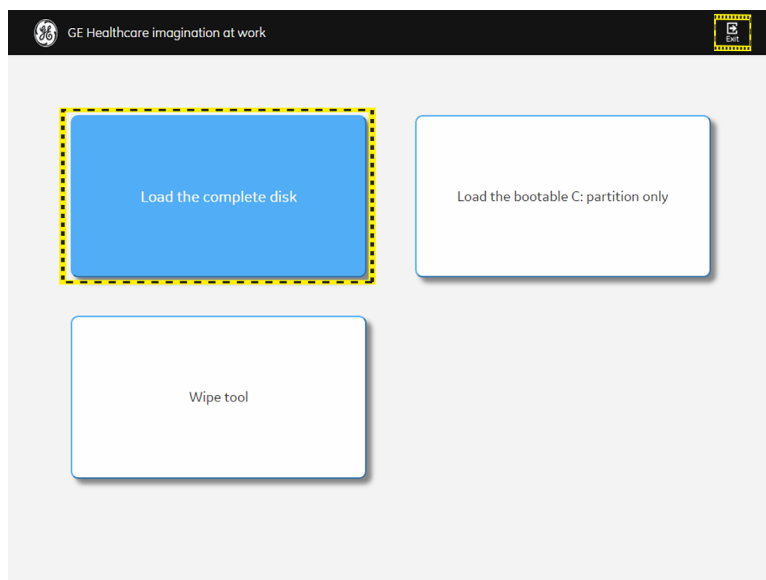 GE Healthcare imagination at work
Exit
Load the complete disk
Load the bootable C: partition only
Wipe tool